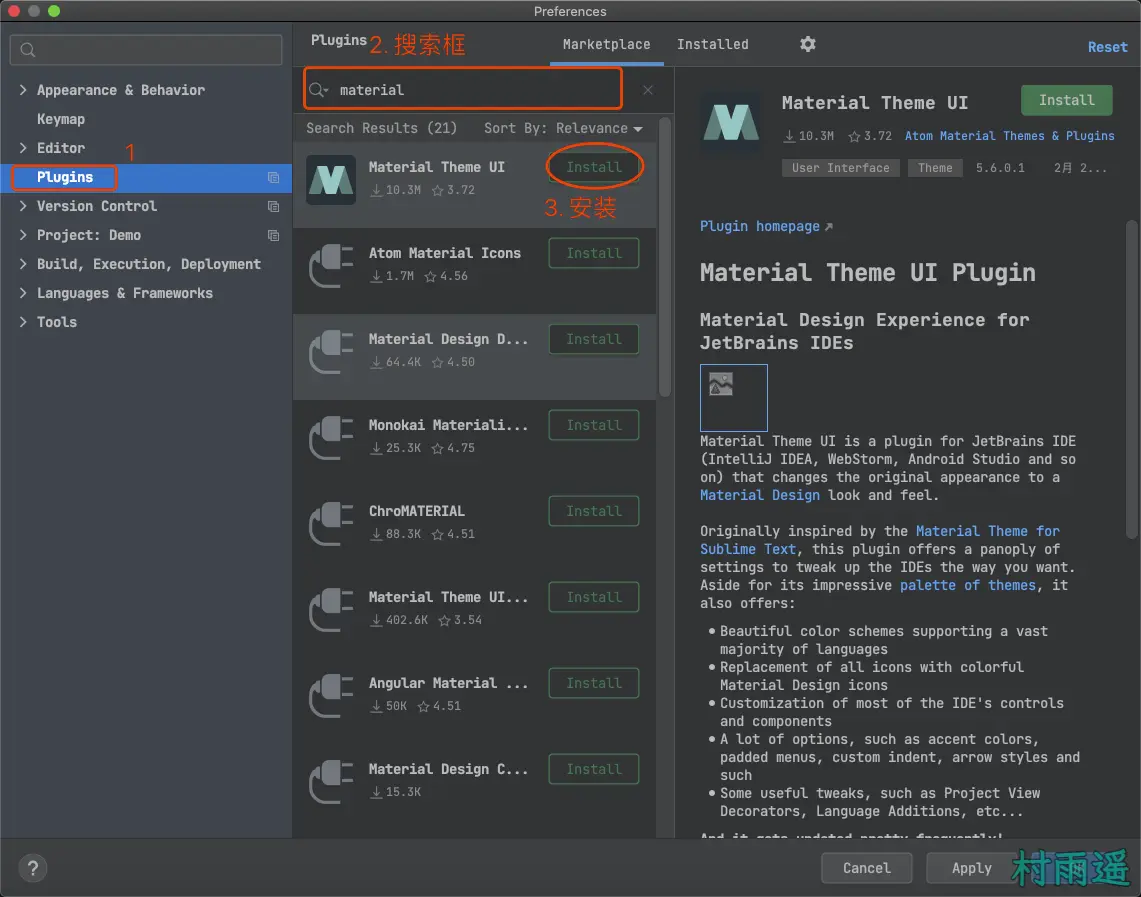 Preferences
Appearance & Behavior
Keymap
Editor
1
Plugins
Version Control
Project: Demo
Build, Execution, Deployment
Languages & Frameworks
Tools
Plugins
2. 搜索框
Marketplace
Installed
Reset
material
Search Results (21)
Sort By: Relevance
Material Theme UI
10.3M
3.72
Install
3. 安装
Atom Material Icons
1.7M
4.56
Install
Material Design D...
64.4K
4.50
Install
Monokai Materiali...
25.3K
4.75
Install
ChroMATERIAL
88.3K
4.51
Install
Material Theme UI...
402.6K
3.54
Install
Angular Material ...
50K
4.51
Install
Material Design C...
15.3K
Install
Material Theme UI
Install
10.3M
3.72
Atom Material Themes & Plugins
User Interface
Theme
5.6.0.1
2月 2...
Plugin homepage
Material Theme UI Plugin
Material Design Experience for
JetBrains IDEs
Material Theme UI is a plugin for JetBrains IDE
(IntelliJ IDEA, WebStorm, Android Studio and so
on) that changes the original appearance to a
Material Design look and feel.
Originally inspired by the Material Theme for
Sublime Text, this plugin offers a panoply of
settings to tweak up the IDEs the way you want.
Aside for its impressive palette of themes, it
also offers:
Beautiful color schemes supporting a vast
majority of languages
Replacement of all icons with colorful
Material Design icons
Customization of most of the IDE's controls
and components
A lot of options, such as accent colors,
padded menus, custom indent, arrow styles and
such
Some useful tweaks, such as Project View
Decorators, Language Additions, etc...
And it gets updated pretty frequently!
?
Cancel
Apply
村雨遥